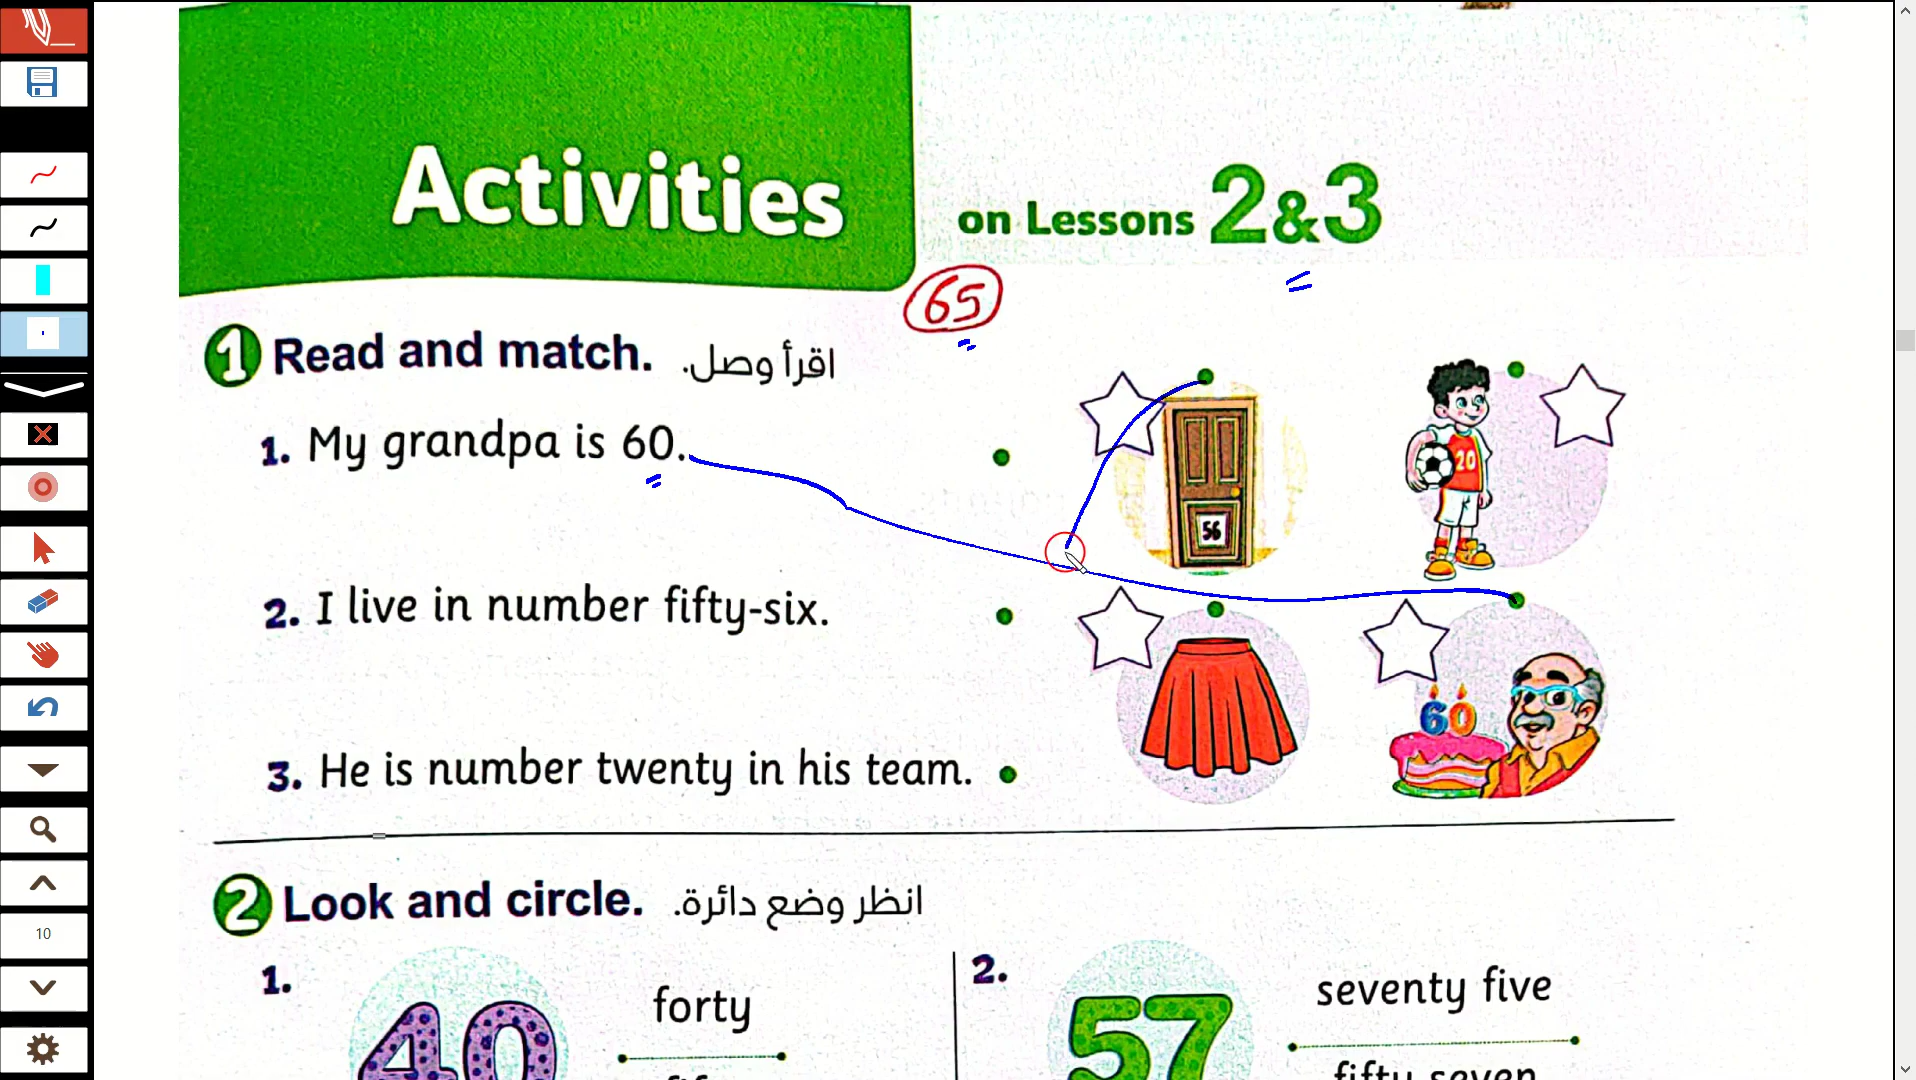 Activities
on Lessons 2&3
65
1 Read and match. اقرأ وصل.
1. My grandpa is 60.
56
20
2. I live in number fifty-six.
60
3. He is number twenty in his team.
2 Look and circle. انظر وضع دائرة.
1. 40
forty
2. 57
seventy five
fifty seven
10